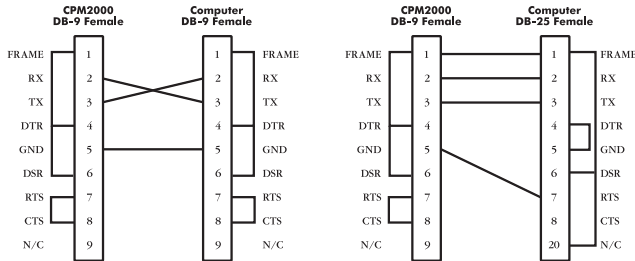 CPM2000 Computer CPM2000 Computer
DB-9 Female DB-9 Female DB-9 Female DB-25 Female
FRAME 1 1 FRAME FRAME 1 1 FRAME
RX 2 2 RX RX 2 2 RX
TX 3 3 TX TX 3 3 TX
DTR 4 4 DTR DTR 4 4 DTR
GND 5 5 GND GND 5 5 GND
DSR 6 6 DSR DSR 6 6 DSR
RTS 7 7 RTS RTS 7 7 RTS
CTS 8 8 CTS CTS 8 8 CTS
N/C 9 9 N/C N/C 9 20 N/C